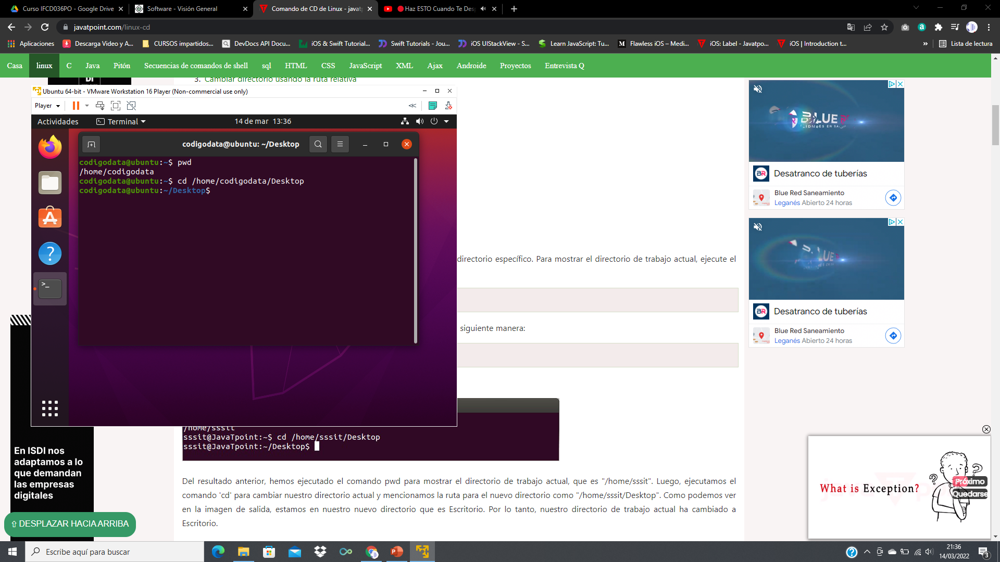 Curso IFCD036PO - Google Drive
Software - Visión General
Comando de CD de Linux - javat
Haz ESTO Cuando Te Des
javatpoint.com/linux-cd
Aplicaciones
Descarga Video y A...
CURSOS impartidos...
DevDocs API Docu...
iOS & Swift Tutorial...
Swift Tutorials - Jou...
iOS UIStackView - S...
Learn JavaScript: Tu...
Flawless iOS – Medi...
iOS: Label - Javatpo...
iOS | Introduction t...
»
Lista de lectura
Casa
linux
C
Java
Pitón
Secuencias de comandos de shell
sql
HTML
CSS
JavaScript
XML
Ajax
Androide
Proyectos
Entrevista Q
3. Cambiar directorio usando la ruta relativa
Ubuntu 64-bit - VMware Workstation 16 Player (Non-commercial use only)
Player
Actividades
Terminal
14 de mar 13:36
codigodata@ubuntu: ~/Desktop
codigodata@ubuntu:~$ pwd
/home/codigodata
codigodata@ubuntu:~$ cd /home/codigodata/Desktop
codigodata@ubuntu:~/Desktop$
directorio específico. Para mostrar el directorio de trabajo actual, ejecute el
siguiente manera:
/home/sssit
sssit@JavaTpoint:~$ cd /home/sssit/Desktop
sssit@JavaTpoint:~/Desktop$
Del resultado anterior, hemos ejecutado el comando pwd para mostrar el directorio de trabajo actual, que es "/home/sssit". Luego, ejecutamos el
comando 'cd' para cambiar nuestro directorio actual y mencionamos la ruta para el nuevo directorio como "/home/sssit/Desktop". Como podemos ver
en la imagen de salida, estamos en nuestro nuevo directorio que es Escritorio. Por lo tanto, nuestro directorio de trabajo actual ha cambiado a
Escritorio.
En ISDI nos
adaptamos a lo
que demandan
las empresas
digitales
⇧ DESPLAZAR HACIA ARRIBA
BLUE
BR
Desatranco de tuberías
Blue Red Saneamiento
Leganés Abierto 24 horas
BR
Desatranco de tuberías
Blue Red Saneamiento
Leganés Abierto 24 horas
What is Exception?
Próximo
Quedarse
Escribe aquí para buscar
21:36
14/03/2022
3